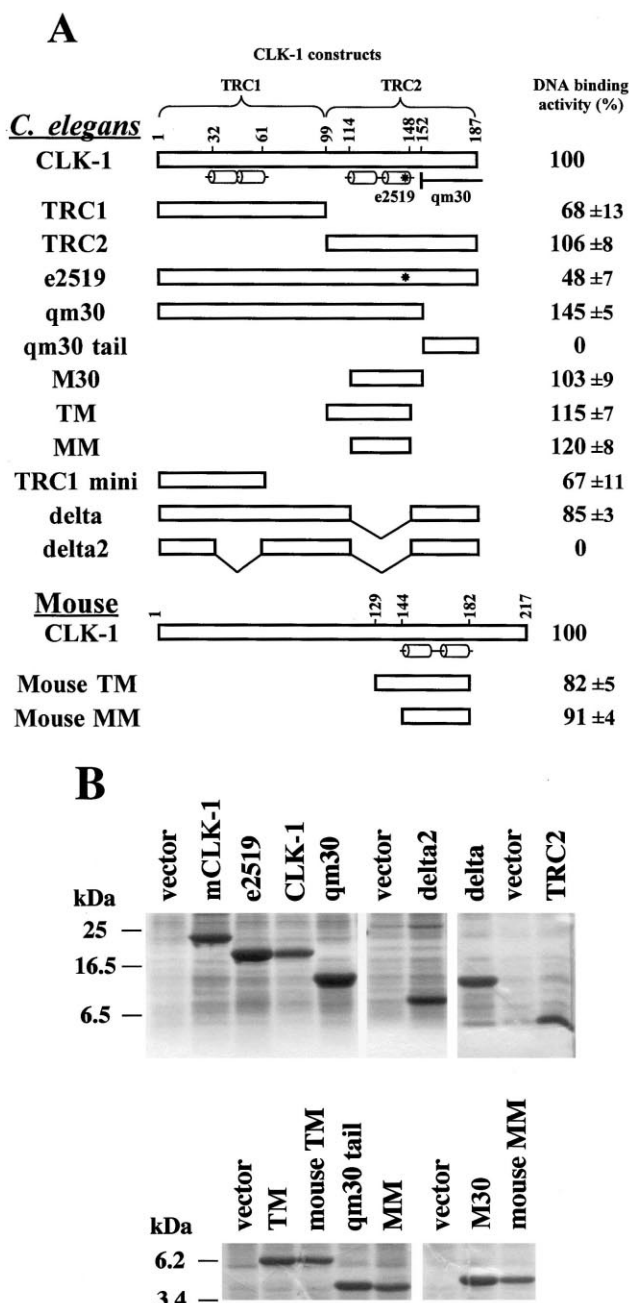 A
CLK-1 constructs
TRC1 TRC2 DNA binding activity (%)
C. elegans 1 32 61 99 114 148 152 187
CLK-1 100
e2519 qm30
TRC1 68 ±13
TRC2 106 ±8
e2519 48 ±7
qm30 145 ±5
qm30 tail 0
M30 103 ±9
TM 115 ±7
MM 120 ±8
TRC1 mini 67 ±11
delta 85 ±3
delta2 0
Mouse 1 129 144 182 217
CLK-1 100
Mouse TM 82 ±5
Mouse MM 91 ±4
B
kDa vector mCLK-1 e2519 CLK-1 qm30 vector delta2 delta vector TRC2
25
16.5
6.5
kDa vector TM mouse TM qm30 tail MM vector M30 mouse MM
6.2
3.4